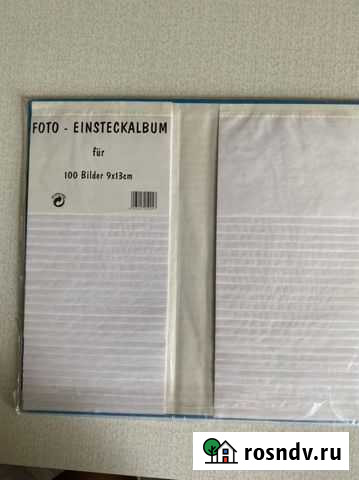 FOTO - EINSTECKALBUM
für
100 Bilder 9x13cm
rosndv.ru